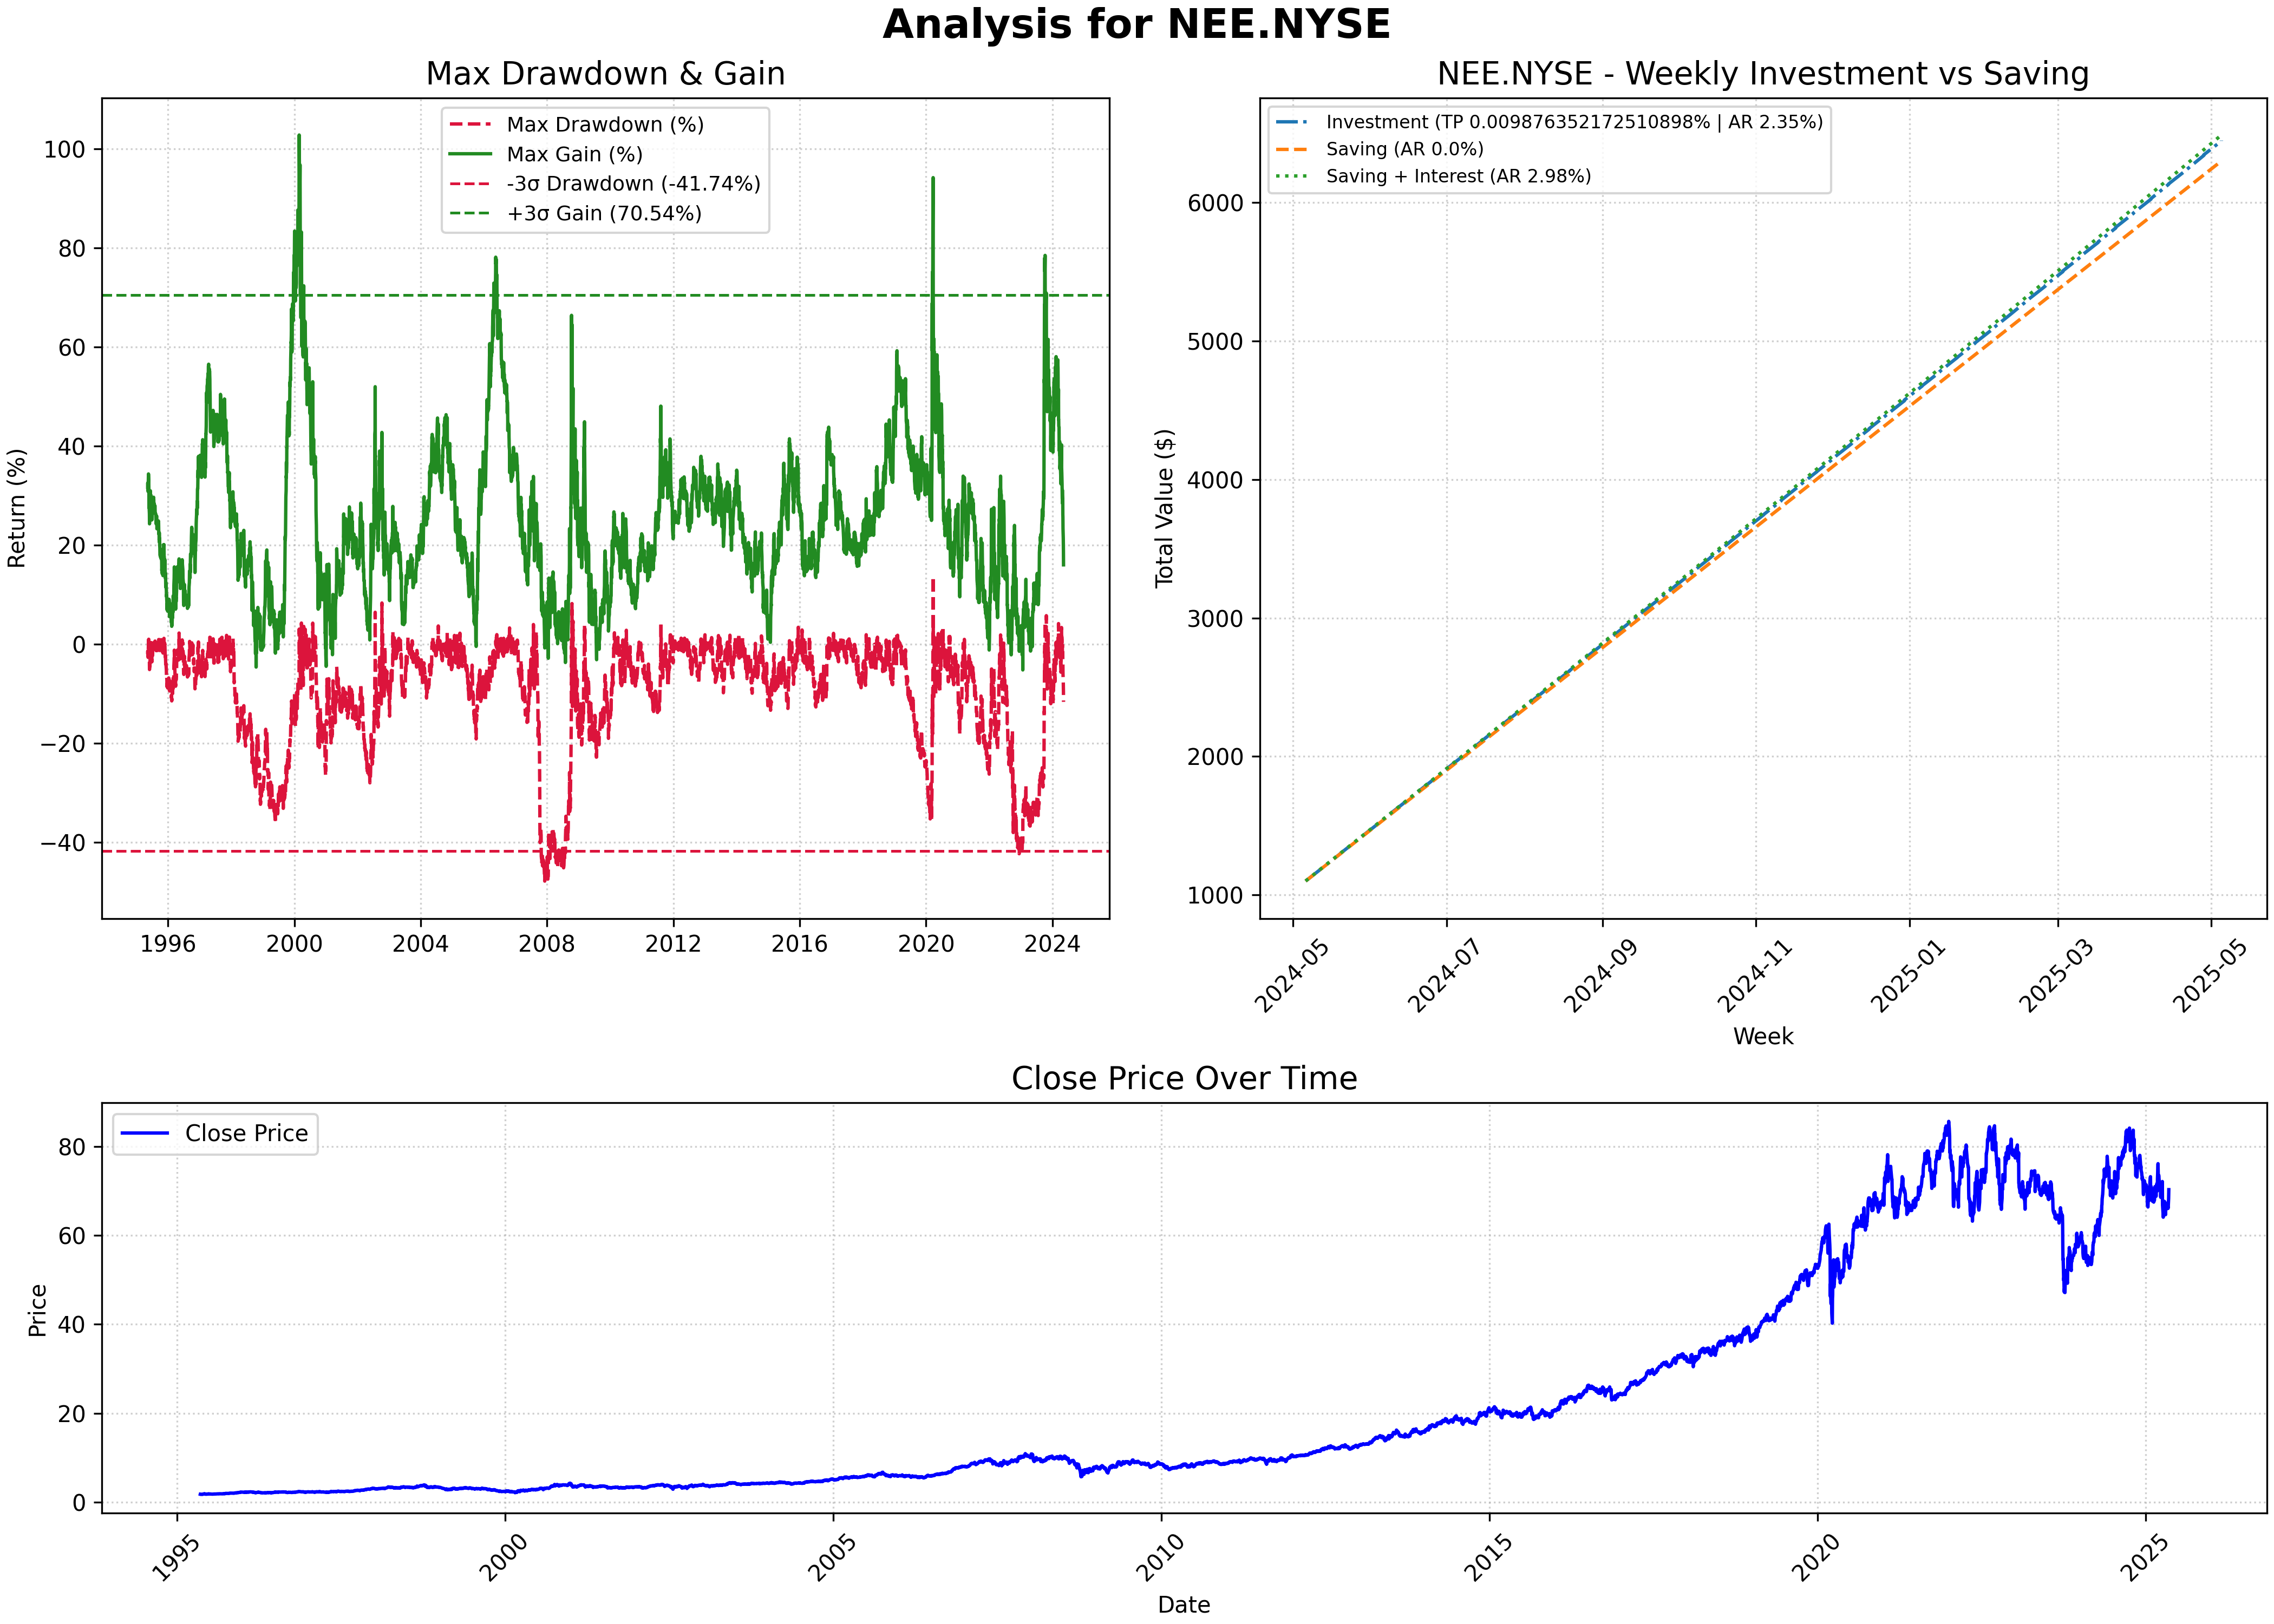 Analysis for NEE.NYSE
Max Drawdown & Gain
Max Drawdown (%)
Max Gain (%)
-3σ Drawdown (-41.74%)
+3σ Gain (70.54%)
Return (%)
100
80
60
40
20
0
−20
−40
1996 2000 2004 2008 2012 2016 2020 2024
NEE.NYSE - Weekly Investment vs Saving
Investment (TP 0.009876352172510898% | AR 2.35%)
Saving (AR 0.0%)
Saving + Interest (AR 2.98%)
Total Value ($)
6000
5000
4000
3000
2000
1000
2024-05 2024-07 2024-09 2024-11 2025-01 2025-03 2025-05
Week
Close Price Over Time
Close Price
Price
80
60
40
20
0
1995 2000 2005 2010 2015 2020 2025
Date